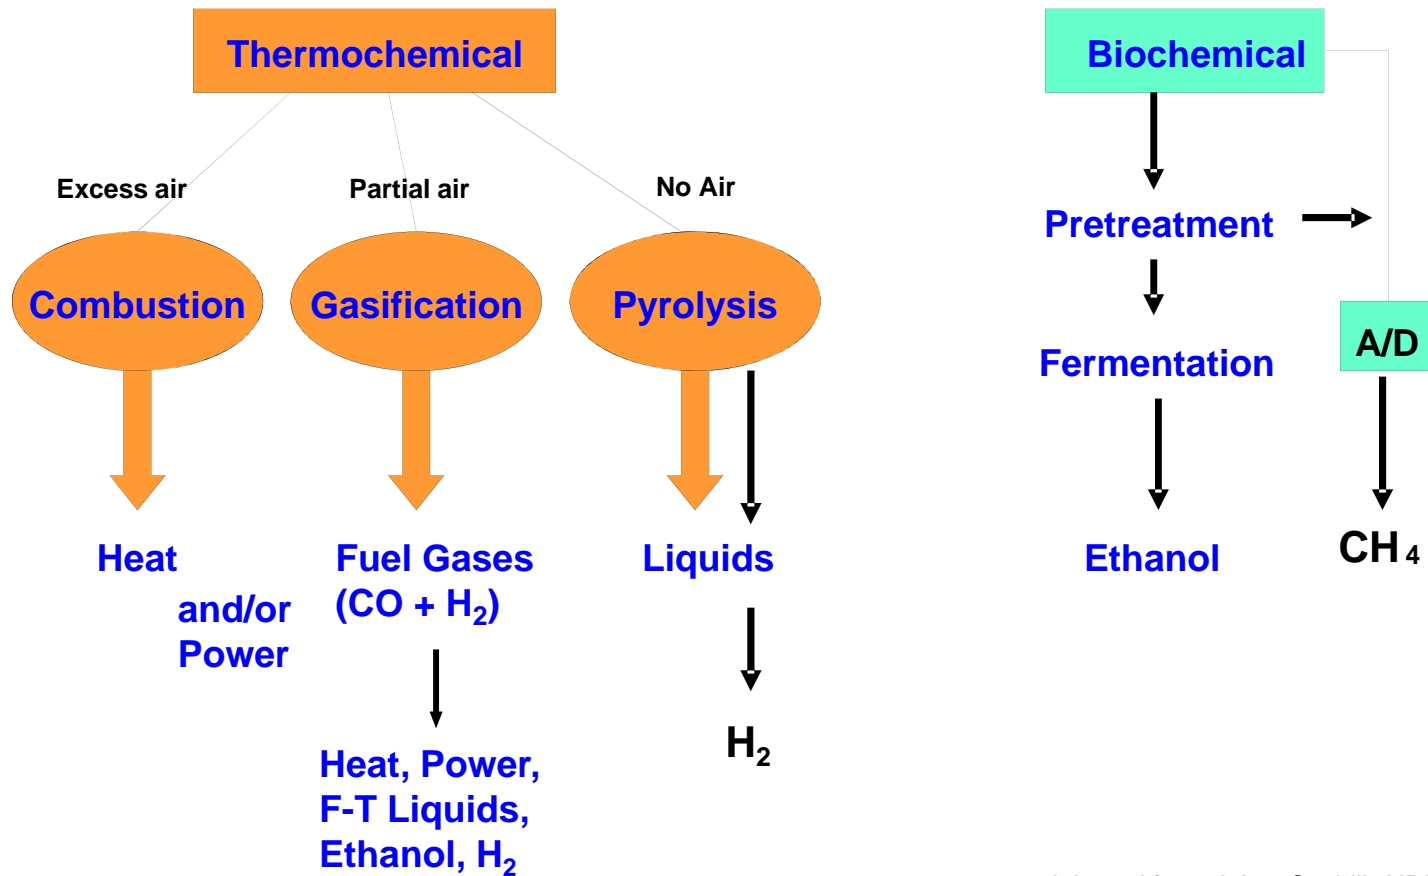 Thermochemical
Biochemical
Excess air
Partial air
No Air
Pretreatment
Combustion
Gasification
Pyrolysis
A/D
Fermentation
Heat
and/or
Power
Fuel Gases
(CO + H₂)
Liquids
Ethanol
CH₄
Heat, Power,
F-T Liquids,
Ethanol, H₂
H₂